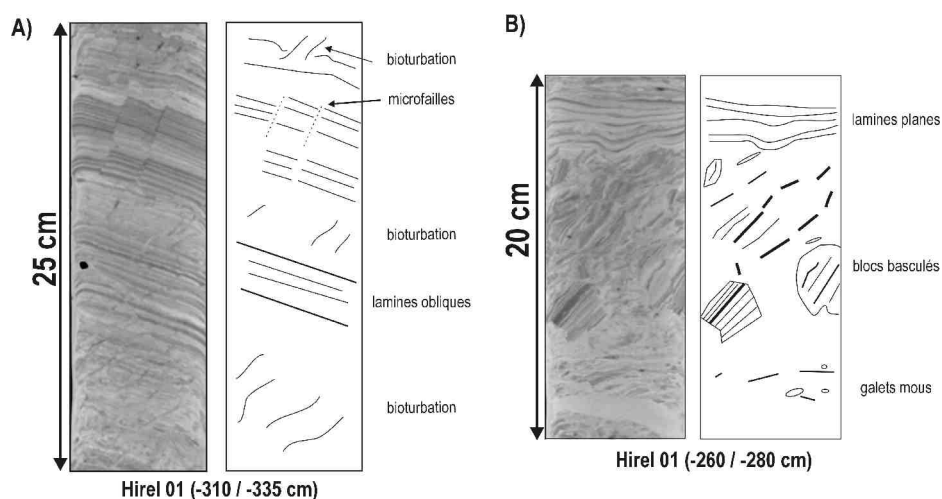 A)
25 cm
bioturbation
microfailles
bioturbation
lamines obliques
bioturbation
Hirel 01 (-310 / -335 cm)
B)
20 cm
lamines planes
blocs basculés
galets mous
Hirel 01 (-260 / -280 cm)